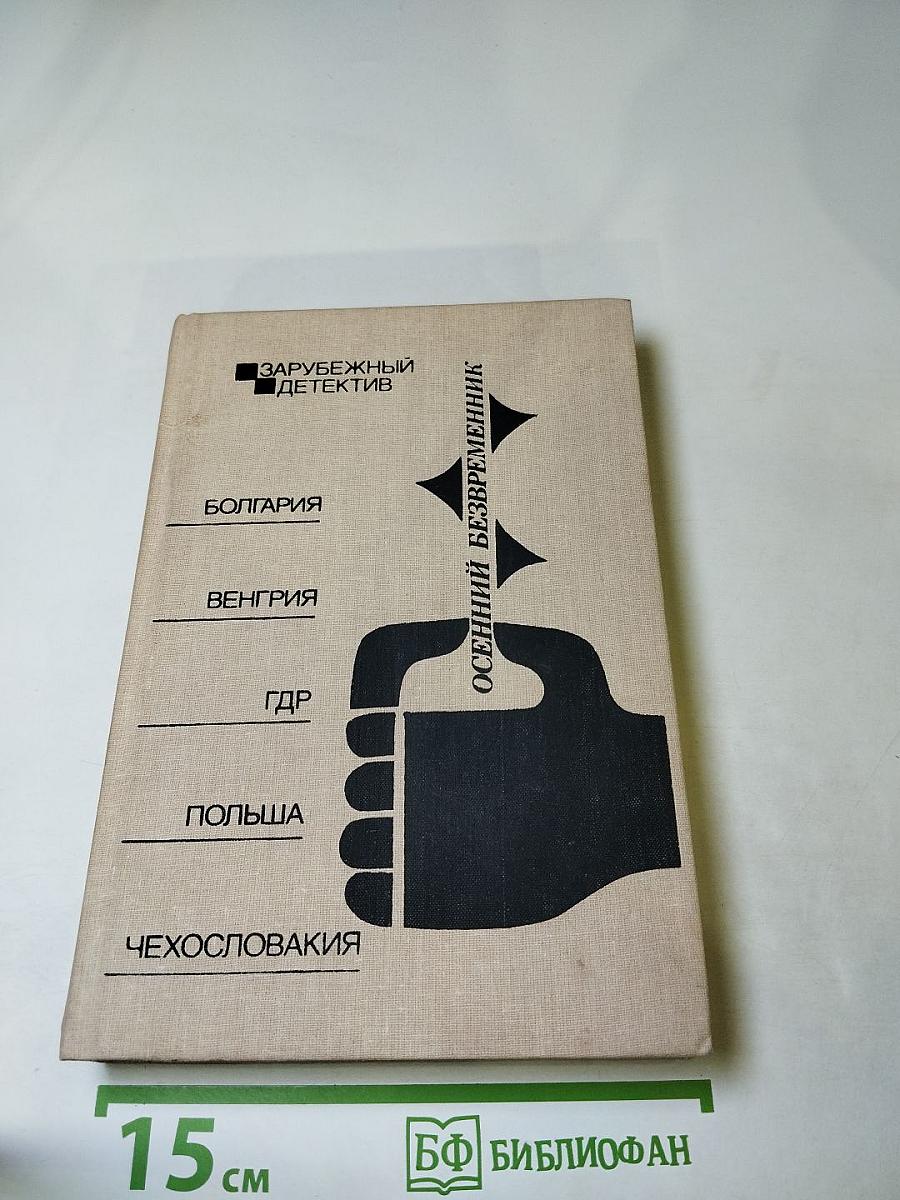 ЗАРУБЕЖНЫЙ
ДЕТЕКТИВ
ОСЕННИЙ БЕЗВРЕМЕННИК
БОЛГАРИЯ
ВЕНГРИЯ
ГДР
ПОЛЬША
ЧЕХОСЛОВАКИЯ
15 см
БФ БИБЛИОФАН